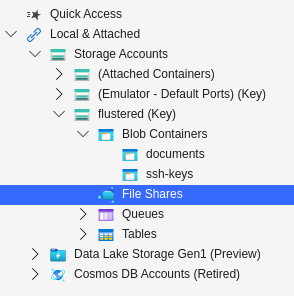 Quick Access
Local & Attached
Storage Accounts
(Attached Containers)
(Emulator - Default Ports) (Key)
flustered (Key)
Blob Containers
documents
ssh-keys
File Shares
Queues
Tables
Data Lake Storage Gen1 (Preview)
Cosmos DB Accounts (Retired)